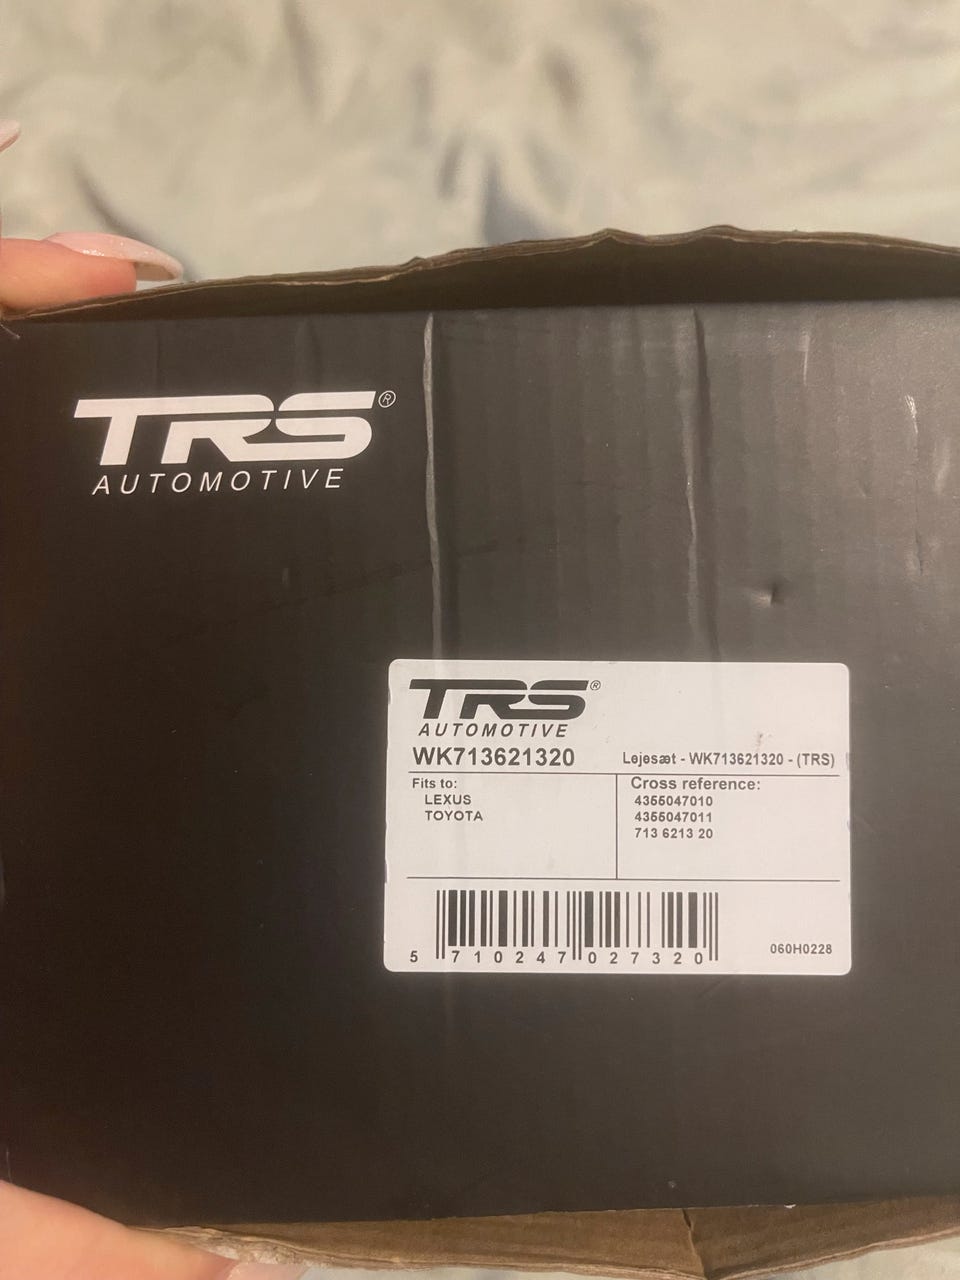 TRS®
AUTOMOTIVE
TRS®
AUTOMOTIVE
WK713621320
Lejesæt - WK713621320 - (TRS)
Fits to:
LEXUS
TOYOTA
Cross reference:
4355047010
4355047011
713 6213 20
5 710247 027320
060H0228